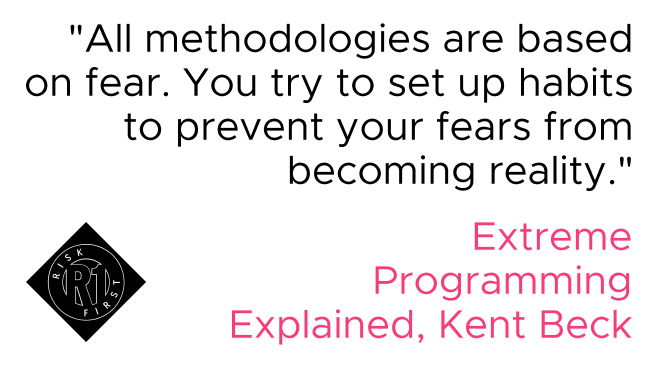 "All methodologies are based
on fear. You try to set up habits
to prevent your fears from
becoming reality."
Extreme
Programming
Explained, Kent Beck
RISK
R1
FIRST